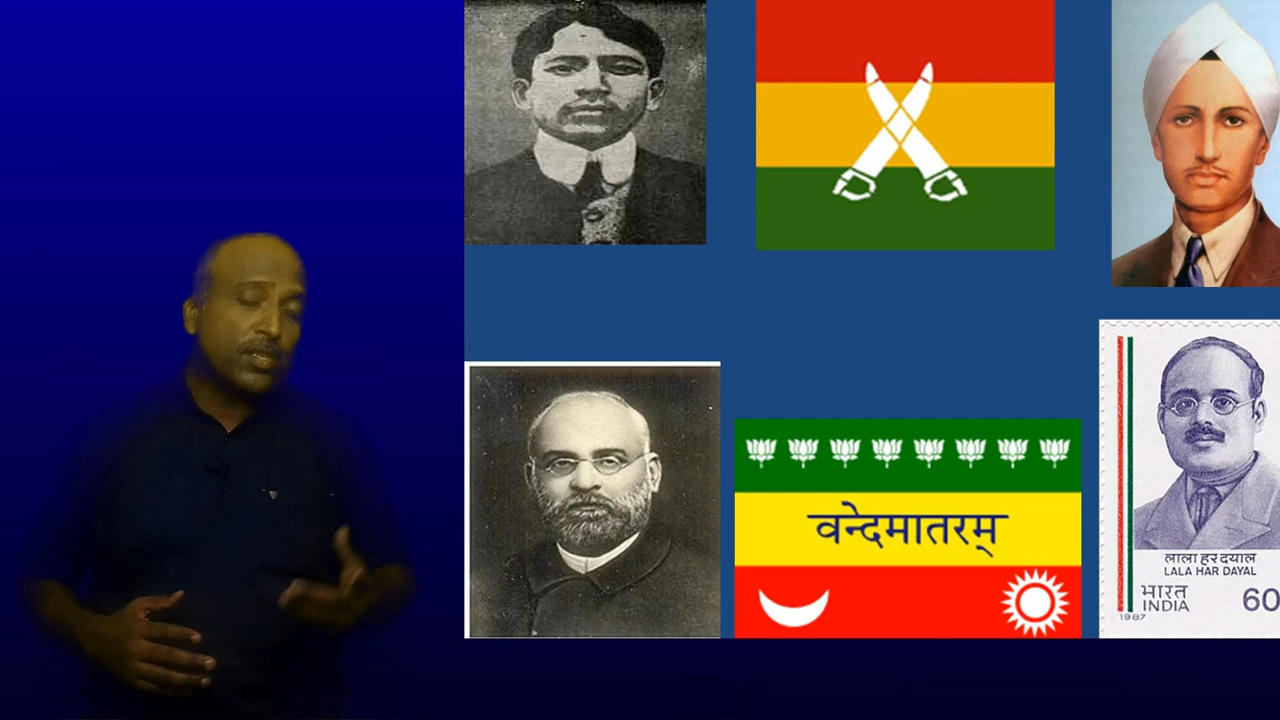 वन्देमातरम्
लाला हर दयाल
LALA HAR DAYAL
भारत
INDIA
60
1987